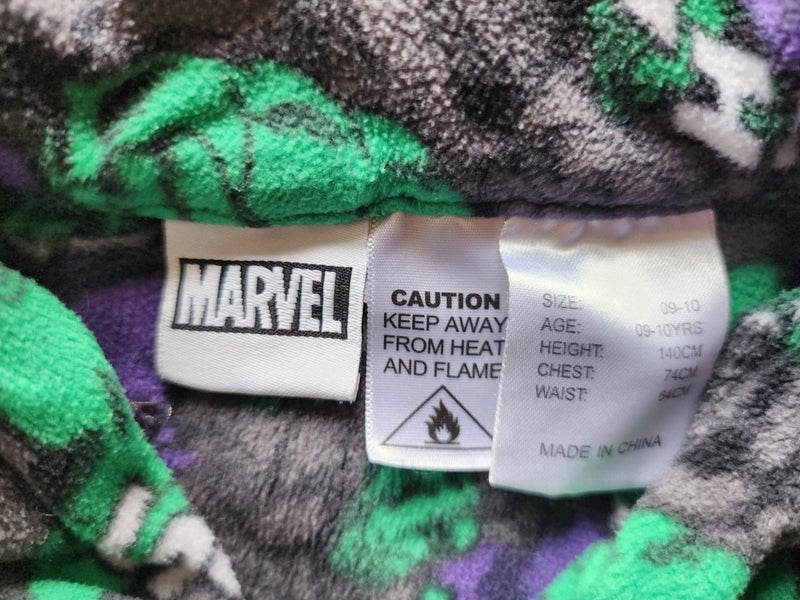 MARVEL
CAUTION
KEEP AWAY
FROM HEAT
AND FLAME
SIZE: 09-10
AGE: 09-10YRS
HEIGHT: 140CM
CHEST: 74CM
WAIST: 64CM
MADE IN CHINA